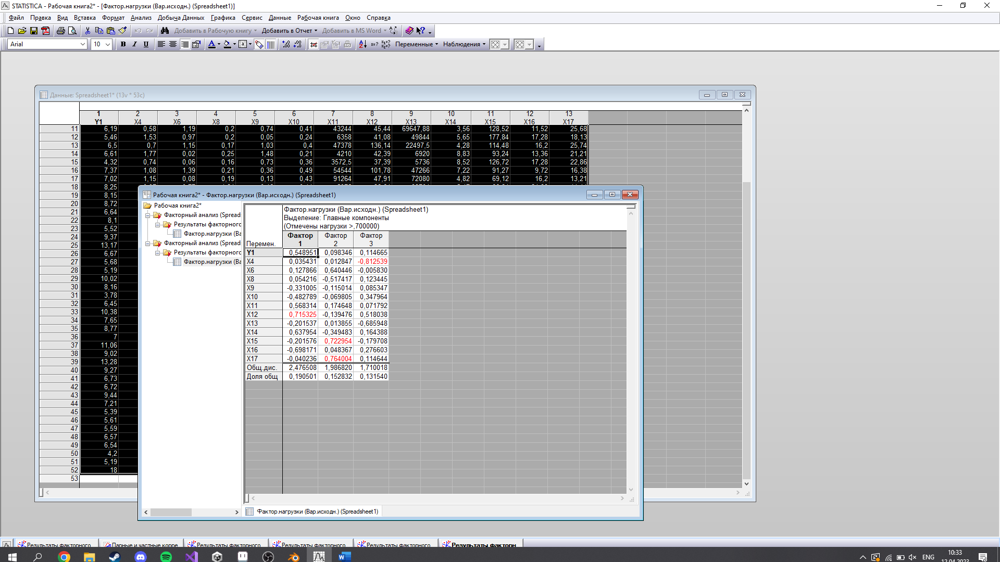 STATISTICA - Рабочая книга2* - [Фактор.нагрузки (Вар.исходн.) (Spreadsheet1)]
Файл Правка Вид Вставка Формат Анализ Добыча Данных Графика Сервис Данные Рабочая книга Окно Справка
Добавить в Рабочую книгу Добавить в Отчет Добавить в MS Word
Arial 10 B I U Переменные Наблюдения
Данные: Spreadsheet1* (13v * 53c)
1 2 3 4 5 6 7 8 9 10 11 12 13
Y1 X4 X6 X8 X9 X10 X11 X12 X13 X14 X15 X16 X17
11 6,19 0,58 1,19 0,2 0,74 0,41 43244 45,44 69647,88 3,56 128,52 11,52 25,68
12 5,46 1,53 0,97 0,2 0,05 0,24 6358 41,08 49844 5,65 177,84 17,28 18,13
13 6,5 0,7 1,15 0,17 1,03 0,4 47378 136,14 22497,5 4,28 114,48 16,2 25,74
14 6,61 1,77 0,02 0,25 1,48 0,21 4210 42,39 6920 8,83 93,24 13,36 21,21
15 4,32 0,74 0,06 0,16 0,73 0,36 3572,5 37,39 5736 8,52 126,72 17,28 22,86
16 7,37 1,08 1,39 0,21 0,36 0,49 54544 101,78 47266 7,22 91,27 9,72 16,38
17 7,02 1,15 0,08 0,19 0,13 0,43 91264 47,91 72080 4,82 69,12 16,2 13,21
18 8,25
19 8,15
20 8,72
21 6,64
22 8,1
23 5,52
24 9,37
25 13,17
26 6,67
27 5,68
28 5,19
29 10,02
30 8,16
31 3,78
32 6,45
33 10,38
34 7,65
35 8,77
36 7
37 11,06
38 9,02
39 13,28
40 9,27
41 6,73
42 6,72
43 9,44
44 7,21
45 5,39
46 5,61
47 5,59
48 6,57
49 6,54
50 4,2
51 5,19
52 18
53
Рабочая книга2* - Фактор.нагрузки (Вар.исходн.) (Spreadsheet1)
Рабочая книга2*
Факторный анализ (Spreads
Результаты факторного
Фактор.нагрузки (Ва
Факторный анализ (Spreads
Результаты факторного
Фактор.нагрузки (Ва
Фактор.нагрузки (Вар.исходн.) (Spreadsheet1)
Выделение: Главные компоненты
(Отмечены нагрузки >,700000)
Перемен. Фактор 1 Фактор 2 Фактор 3
Y1 0,548951 0,098346 0,114665
X4 0,035431 0,012847 -0,812539
X6 0,127866 0,640446 -0,005830
X8 0,054216 -0,517417 0,123445
X9 -0,331005 -0,115014 0,085347
X10 -0,482789 -0,069805 0,347964
X11 0,568314 0,174648 0,071792
X12 0,715325 -0,139476 0,518038
X13 -0,201537 0,013855 -0,685948
X14 0,637954 -0,349483 0,164388
X15 -0,201576 0,722954 -0,179708
X16 -0,698171 0,048367 0,276603
X17 -0,040236 0,764004 0,114644
Общ.дис. 2,476508 1,986820 1,710018
Доля общ 0,190501 0,152832 0,131540
Фактор.нагрузки (Вар.исходн.) (Spreadsheet1)
Результаты факторного Парные и частные корре Результаты факторного Результаты факторного Результаты факторного Результаты факторн
ENG 10:33
12.04.2023